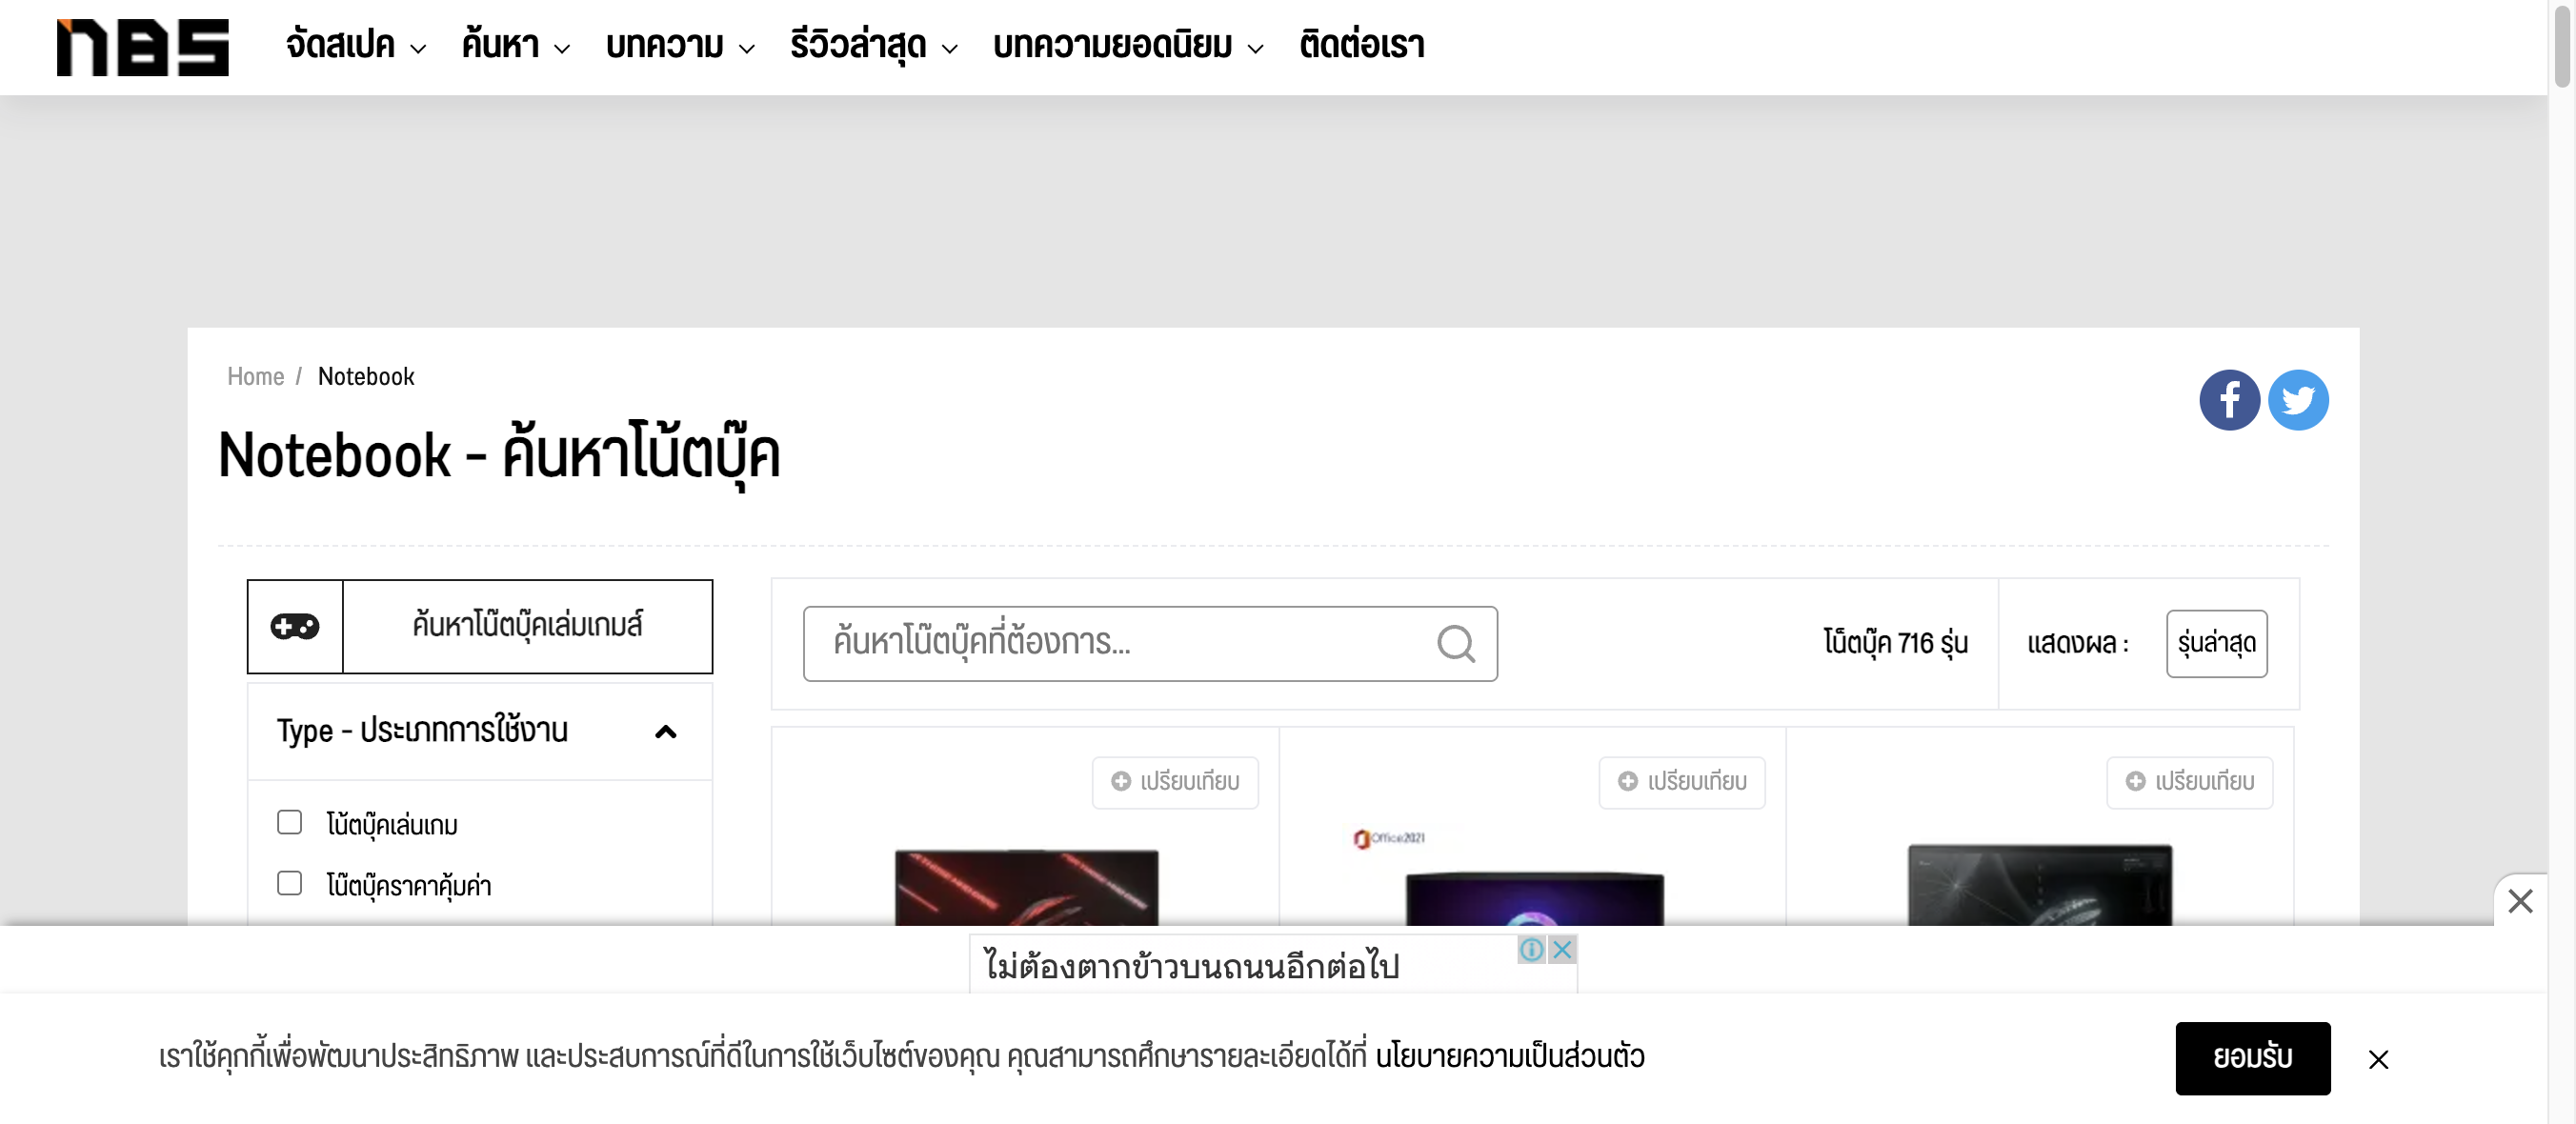 nbs
จัดสเปค ค้นหา บทความ รีวิวล่าสุด บทความยอดนิยม ติดต่อเรา
Home / Notebook
Notebook - ค้นหาโน้ตบุ๊ค
ค้นหาโน๊ตบุ๊คเล่มเกมส์
ค้นหาโน๊ตบุ๊คที่ต้องการ...
โน็ตบุ๊ค 716 รุ่น
แสดงผล :
รุ่นล่าสุด
Type - ประเภทการใช้งาน
โน้ตบุ๊คเล่นเกม
โน๊ตบุ๊คราคาคุ้มค่า
เปรียบเทียบ
เปรียบเทียบ
เปรียบเทียบ
Office2021
ไม่ต้องตากข้าวบนถนนอีกต่อไป
เราใช้คุกกี้เพื่อพัฒนาประสิทธิภาพ และประสบการณ์ที่ดีในการใช้เว็บไซต์ของคุณ คุณสามารถศึกษารายละเอียดได้ที่ นโยบายความเป็นส่วนตัว
ยอมรับ